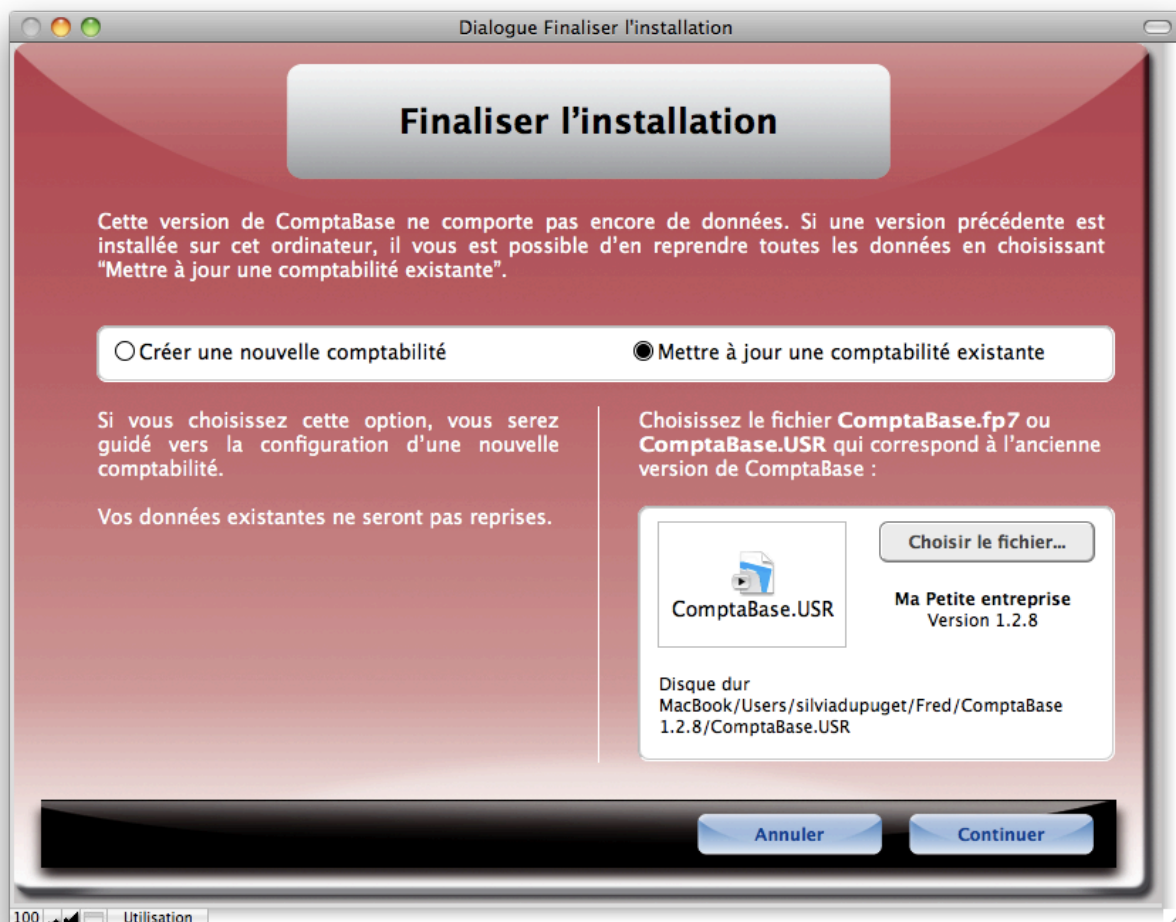 Dialogue Finaliser l'installation
Finaliser l’installation
Cette version de ComptaBase ne comporte pas encore de données. Si une version précédente est
installée sur cet ordinateur, il vous est possible d'en reprendre toutes les données en choisissant
“Mettre à jour une comptabilité existante”.
Créer une nouvelle comptabilité
Mettre à jour une comptabilité existante
Si vous choisissez cette option, vous serez
guidé vers la configuration d'une nouvelle
comptabilité.
Vos données existantes ne seront pas reprises.
Choisissez le fichier ComptaBase.fp7 ou
ComptaBase.USR qui correspond à l’ancienne
version de ComptaBase :
ComptaBase.USR
Choisir le fichier...
Ma Petite entreprise
Version 1.2.8
Disque dur
MacBook/Users/silviadupuget/Fred/ComptaBase
1.2.8/ComptaBase.USR
Annuler
Continuer
100
Utilisation